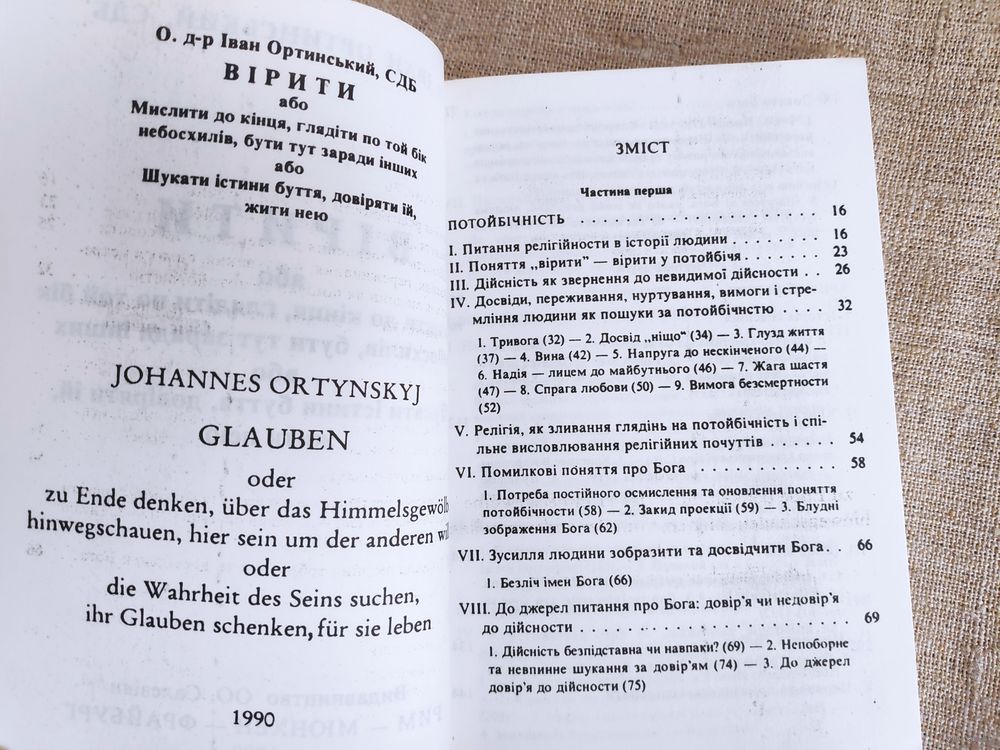 О. д-р Іван Ортинський, СДБ
ВІРИТИ
або
Мислити до кінця, глядіти по той бік
небосхилів, бути тут заради інших
або
Шукати істини буття, довіряти їй,
жити нею
JOHANNES ORTYNSKYJ
GLAUBEN
oder
zu Ende denken, über das Himmelsgewölb
hinwegschauen, hier sein um der anderen
oder
die Wahrheit des Seins suchen,
ihr Glauben schenken, für sie leben
1990
ЗМІСТ
Частина перша
ПОТОЙБІЧНІСТЬ . . . . . . . . . . . . . . . . . . . . 16
I. Питання релігійности в історії людини . . . . . . . . 16
II. Поняття „вірити” — вірити у потойбіччя . . . . . . . 23
III. Дійсність як звернення до невидимої дійсности . . 26
IV. Досвіди, переживання, нуртування, вимоги і стре-
мління людини як пошуки за потойбічнстю . . . . 32
1. Тривога (32) — 2. Досвід „ніщо“ (34) — 3. Глузд життя
(37) — 4. Вина (42) — 5. Напруга до нескінченого (44) —
6. Надія — лицем до майбутнього (46) — 7. Жага щастя
(47) — 8. Спрага любови (50) — 9. Вимога безсмертности
(52)
V. Релігія, як зливання глядінь на потойбічність і спі-
льне висловлювання релігійних почуттів . . . . . . 54
VI. Помилкові поняття про Бога . . . . . . . . . . . . 58
1. Потреба постійного осмислення та оновлення поняття
потойбічности (58) — 2. Закид проекції (59) — 3. Блудні
зображення Бога (62)
VII. Зусилля людини зобразити та досвідчити Бога. . . 66
1. Безліч імен Бога (66)
VIII. До джерел питання про Бога: довір'я чи недовір'я
до дійсности . . . . . . . . . . . . . . . . . . . 69
1. Дійсність безпідставна чи навпаки? (69) — 2. Непоборне
та невпинне шукання за довір'ям (74) — 3. До джерел
довір'я до дійсности (75)